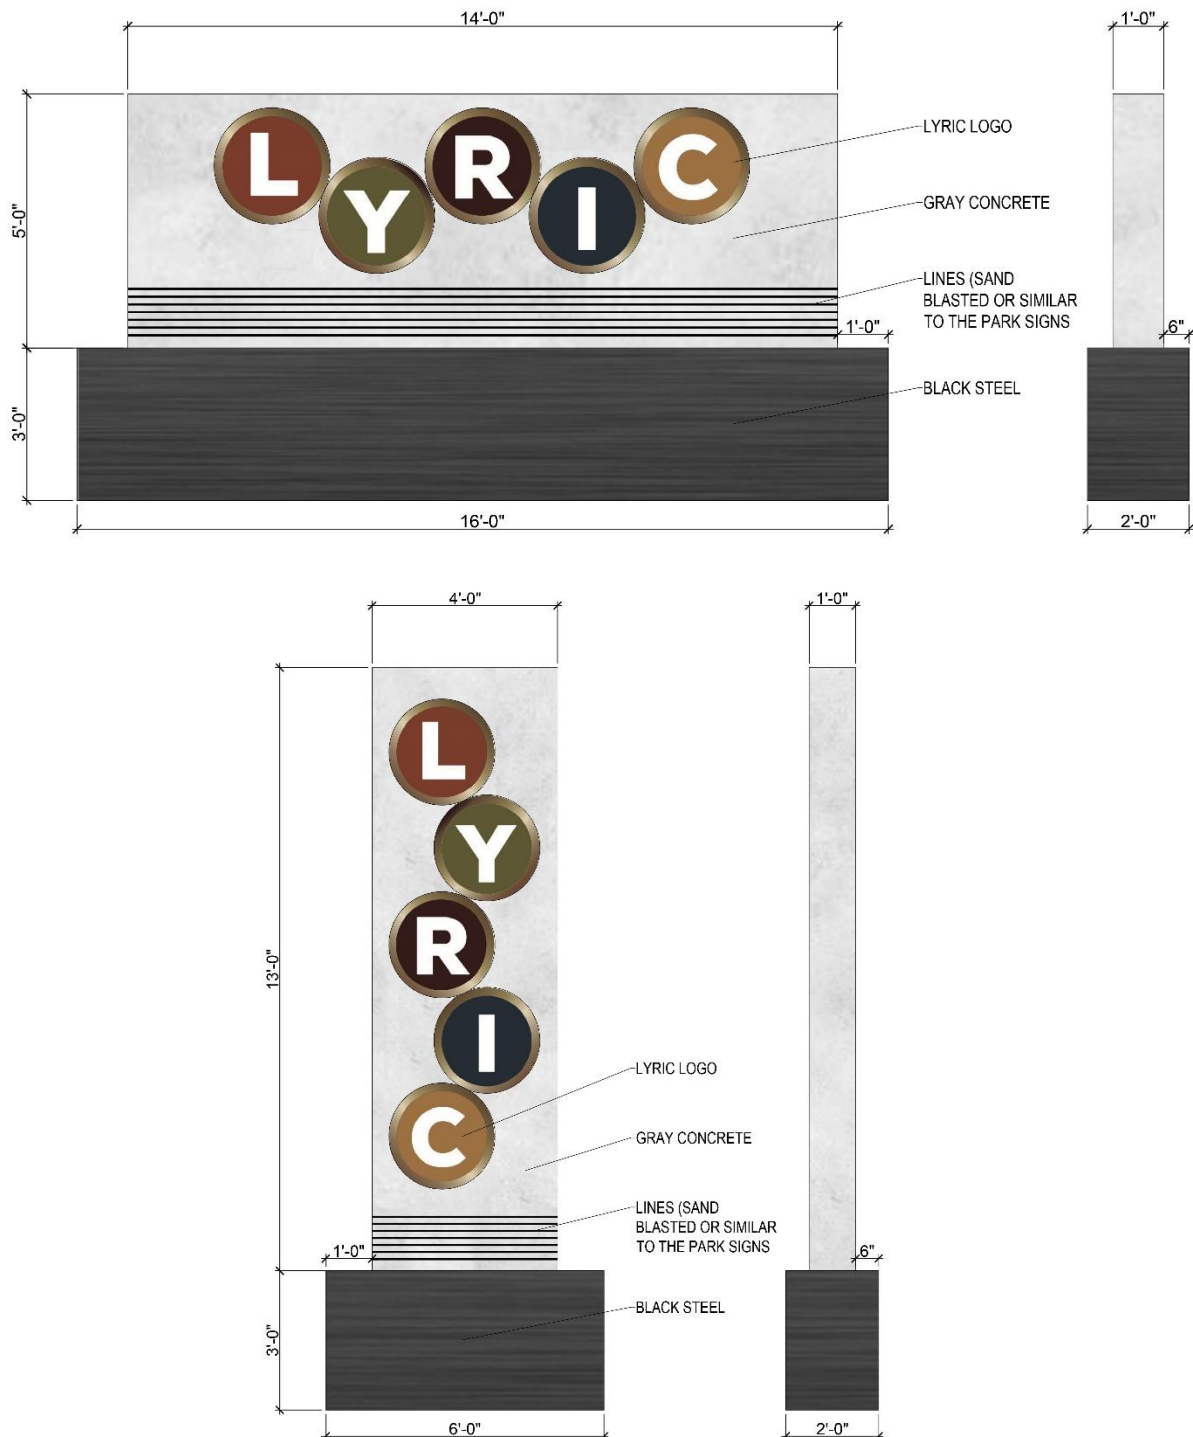 14'-0"
1'-0"
L Y R I C
LYRIC LOGO
5'-0"
GRAY CONCRETE
LINES (SAND
BLASTED OR SIMILAR
TO THE PARK SIGNS
1'-0"
6"
3'-0"
BLACK STEEL
16'-0"
2'-0"
4'-0"
1'-0"
L
Y
R
I
C
13'-0"
LYRIC LOGO
GRAY CONCRETE
LINES (SAND
BLASTED OR SIMILAR
TO THE PARK SIGNS
1'-0"
6"
3'-0"
BLACK STEEL
6'-0"
2'-0"